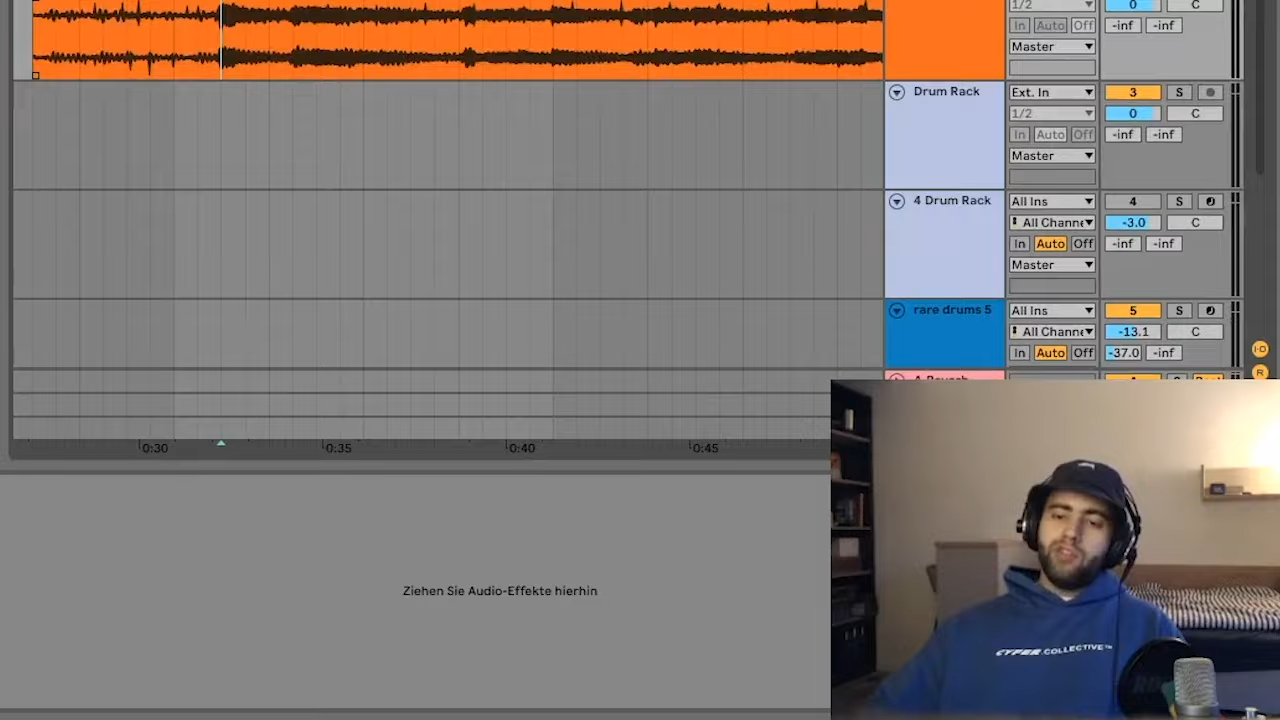 1/2 0 C
In Auto Off -inf -inf
Master
Drum Rack Ext. In 3 S
1/2 0 C
In Auto Off -inf -inf
Master
4 Drum Rack All Ins 4 S
All Channe -3.0 C
In Auto Off -inf -inf
Master
rare drums 5 All Ins 5 S
All Channe -13.1 C
In Auto Off -37.0 -inf
I·O
R
A Reverb
0:30 0:35 0:40 0:45
Ziehen Sie Audio-Effekte hierhin
CYPER.COLLECTIVE™